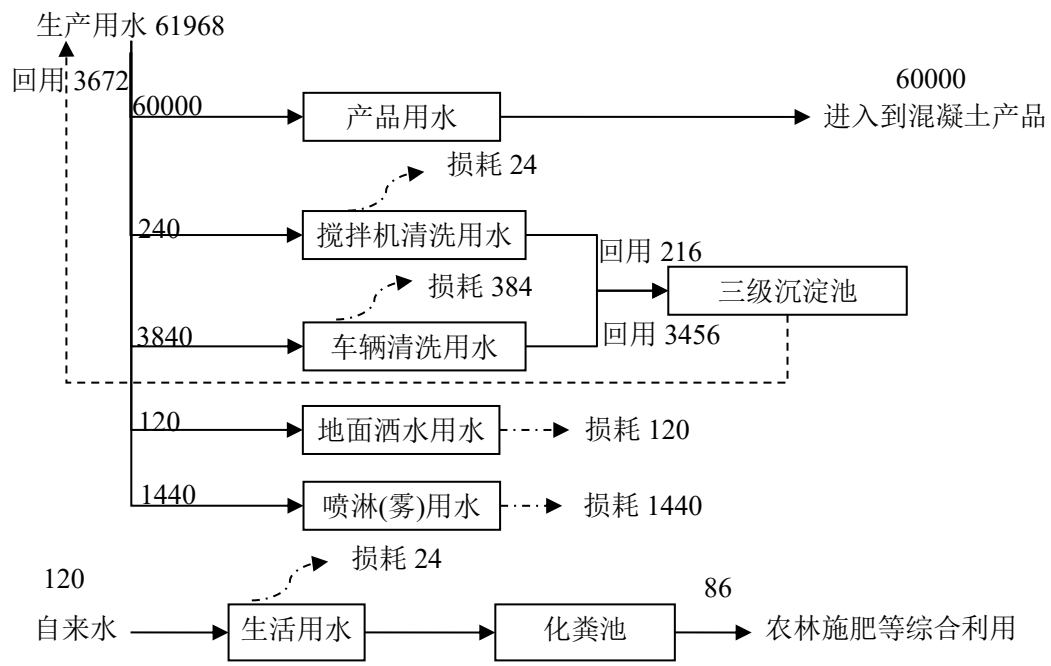 生产用水 61968
回用 3672
60000
60000
产品用水
进入到混凝土产品
损耗 24
240
搅拌机清洗用水
回用 216
损耗 384
三级沉淀池
3840
车辆清洗用水
回用 3456
120
地面洒水用水
损耗 120
1440
喷淋(雾)用水
损耗 1440
损耗 24
120
86
自来水
生活用水
化粪池
农林施肥等综合利用